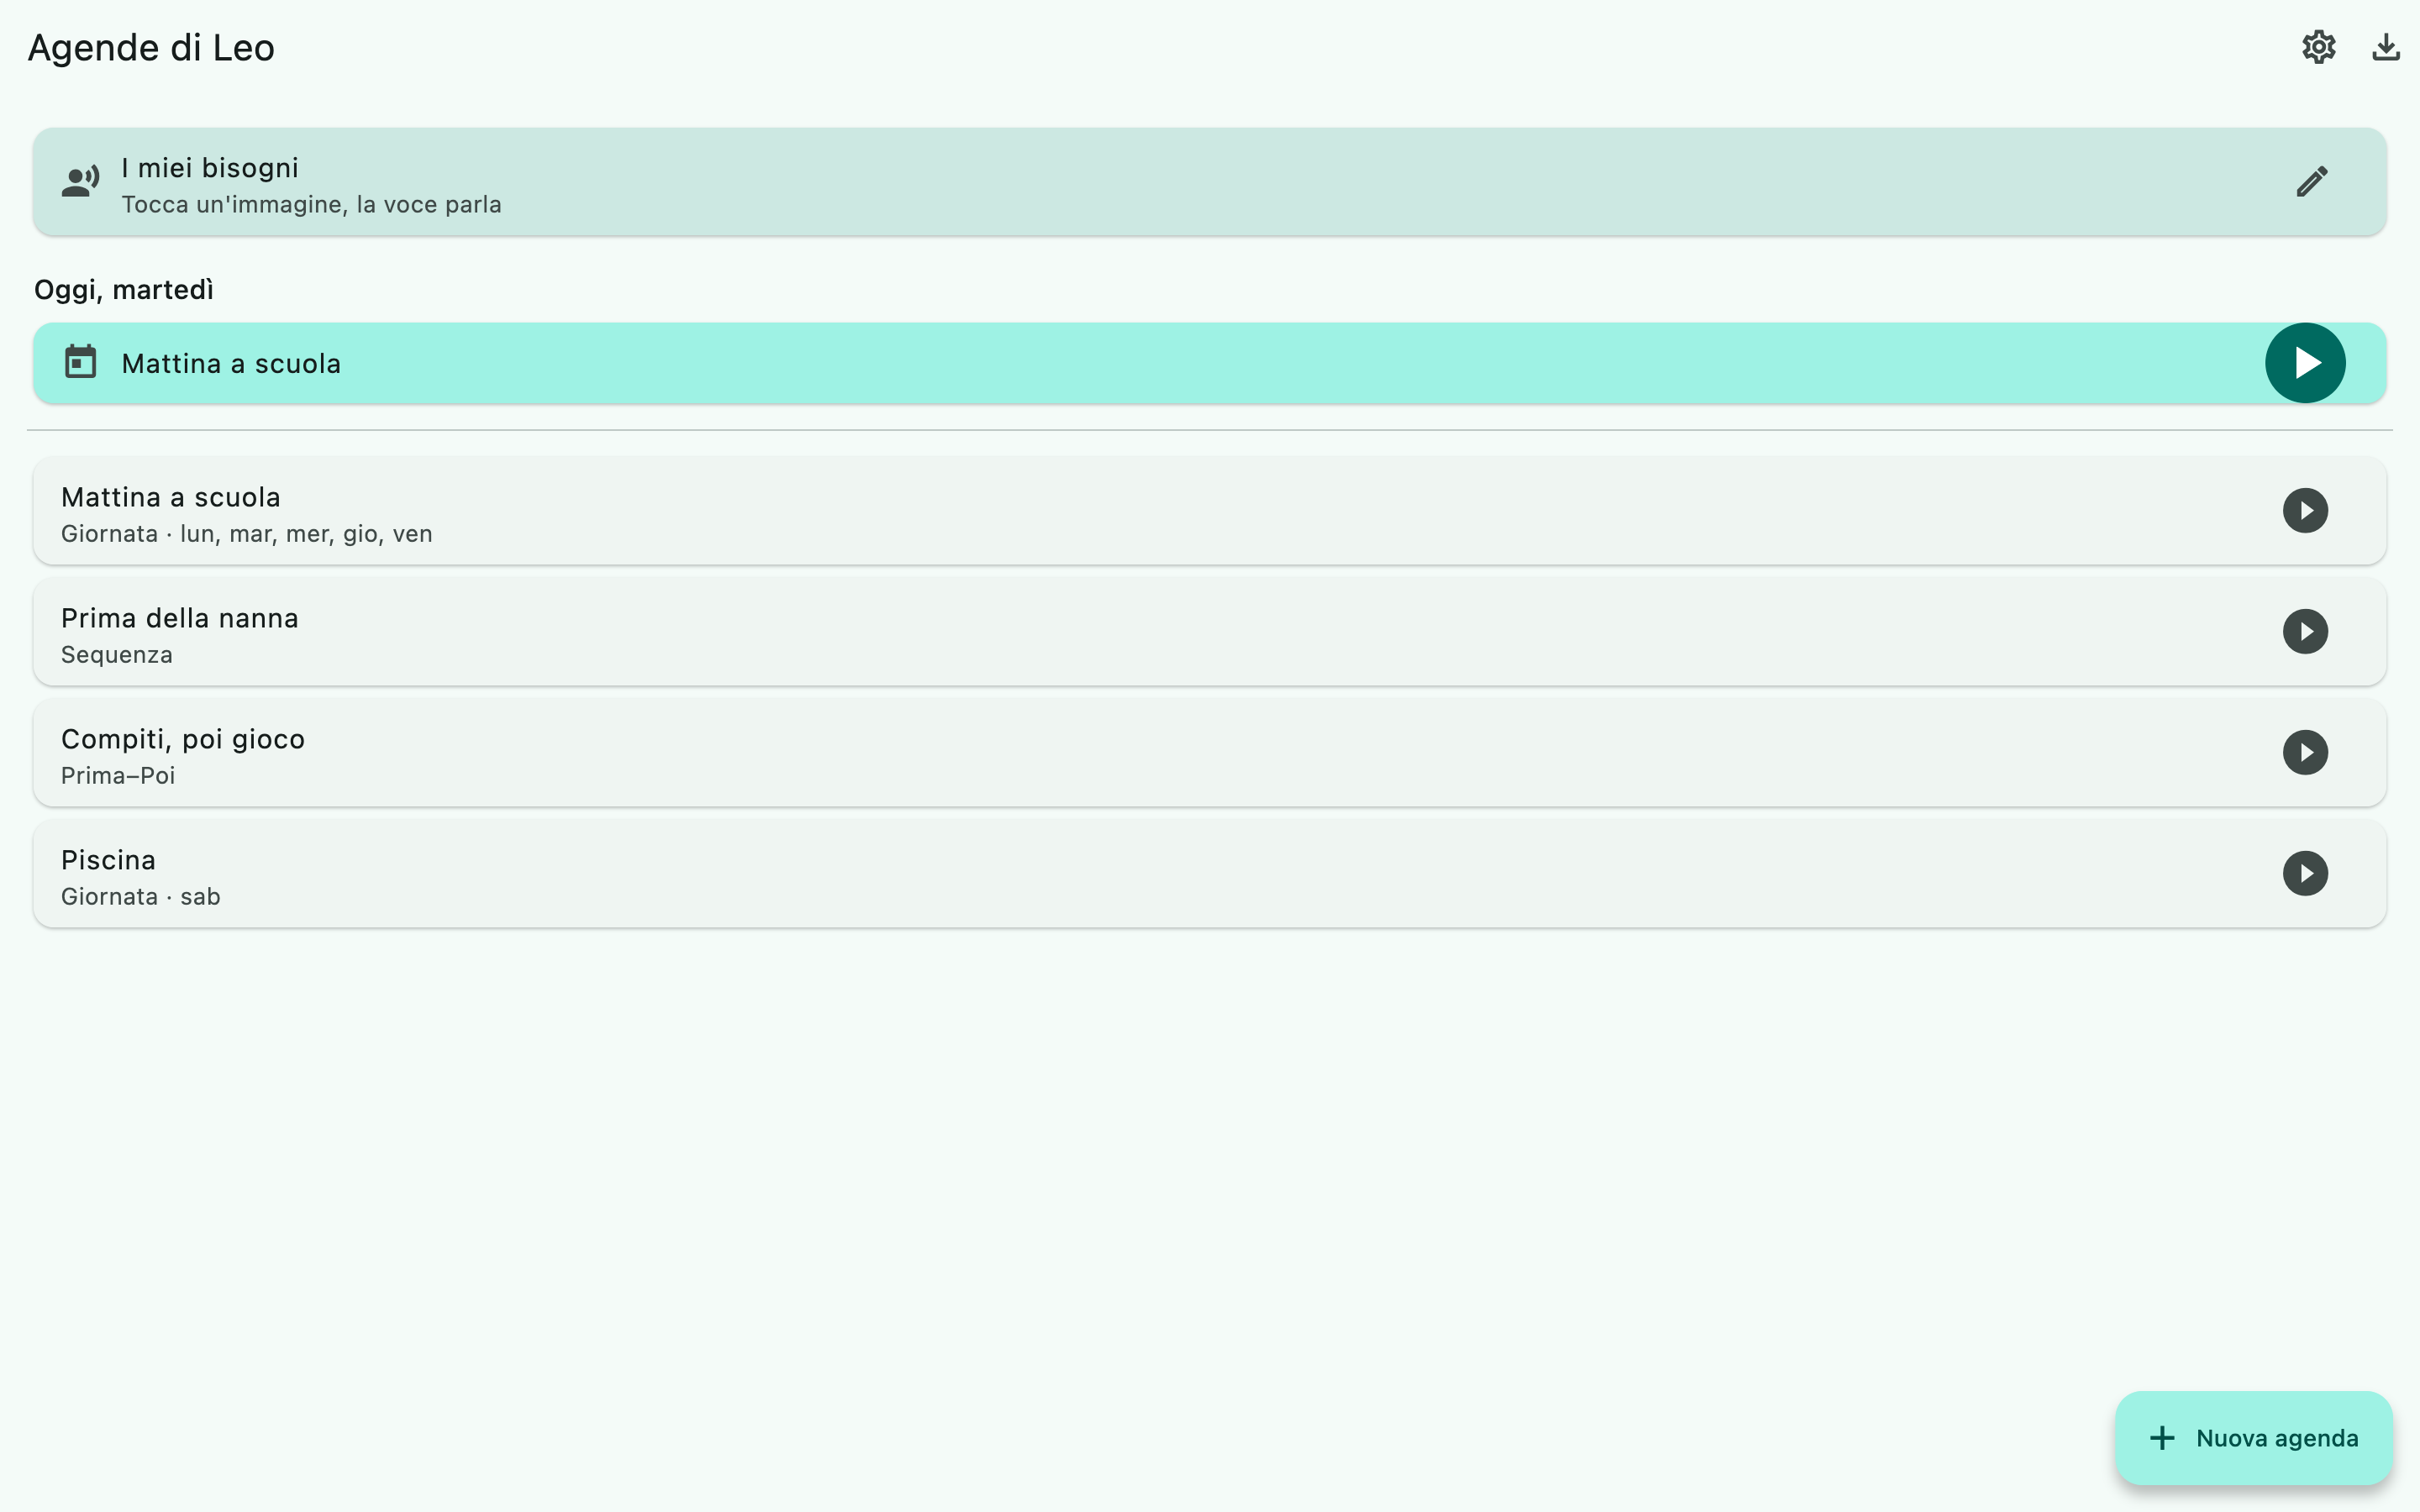 Agende di Leo
I miei bisogni
Tocca un'immagine, la voce parla
Oggi, martedì
Mattina a scuola
Mattina a scuola
Giornata · lun, mar, mer, gio, ven
Prima della nanna
Sequenza
Compiti, poi gioco
Prima–Poi
Piscina
Giornata · sab
Nuova agenda